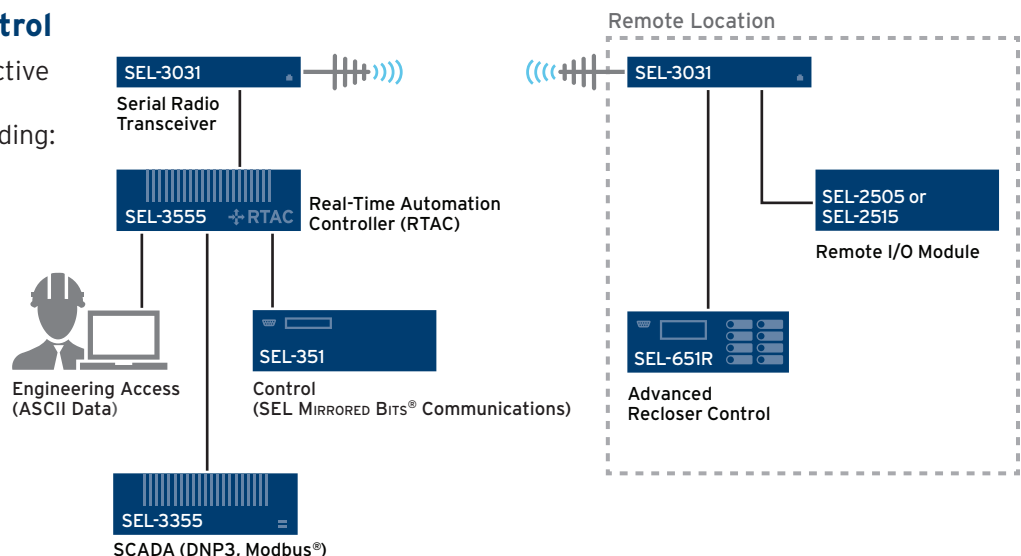 trol
ctive
ding:
SEL-3031
Serial Radio
Transceiver
SEL-3555
RTAC
Real-Time Automation
Controller (RTAC)
Engineering Access
(ASCII Data)
SEL-351
Control
(SEL MIRRORED BITS® Communications)
SEL-3355
SCADA (DNP3, Modbus®)
Remote Location
SEL-3031
SEL-2505 or
SEL-2515
Remote I/O Module
SEL-651R
Advanced
Recloser Control